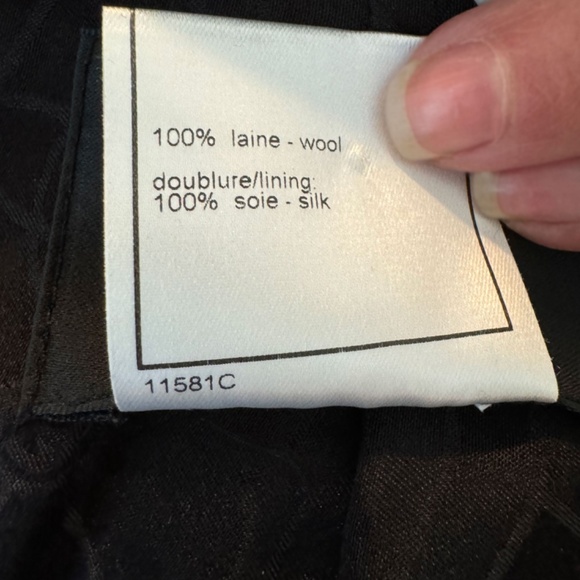 100% laine - wool
doublure/lining:
100% soie - silk
11581C